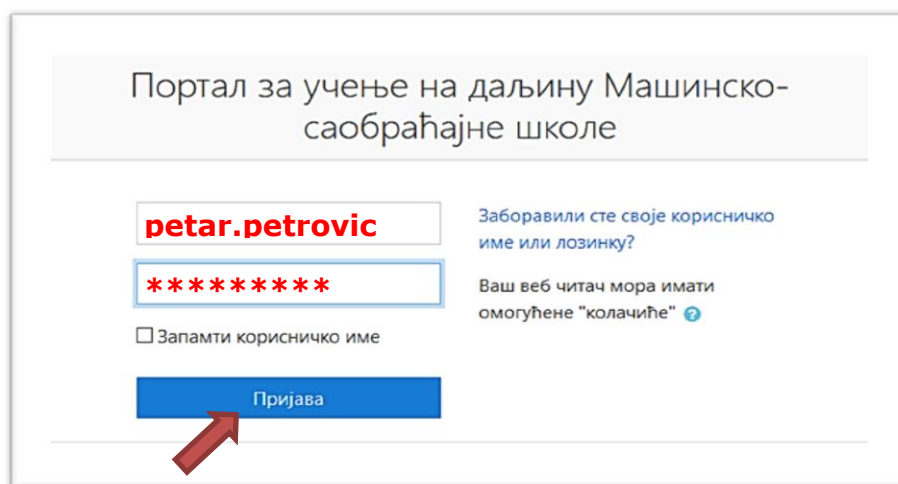 Портал за учење на даљину Машинско-
саобраћајне школе
petar.petrovic
*********
Запамти корисничко име
Пријава
Заборавили сте своје корисничко
име или лозинку?
Ваш веб читач мора имати
омогућене "колачиће" ?